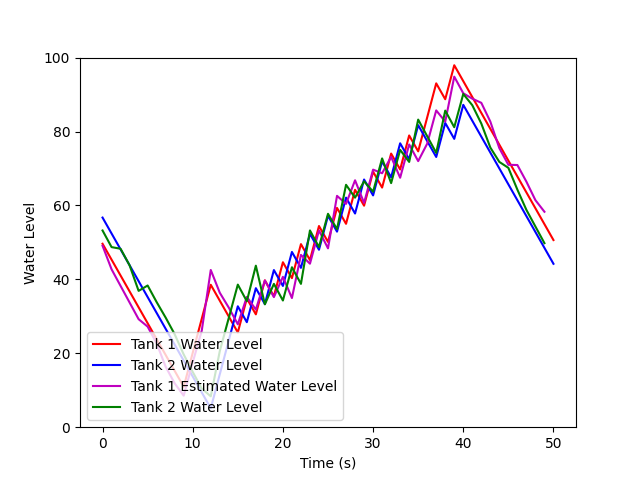 100
80
60
40
20
0
Water Level
Tank 1 Water Level
Tank 2 Water Level
Tank 1 Estimated Water Level
Tank 2 Water Level
0 10 20 30 40 50
Time (s)